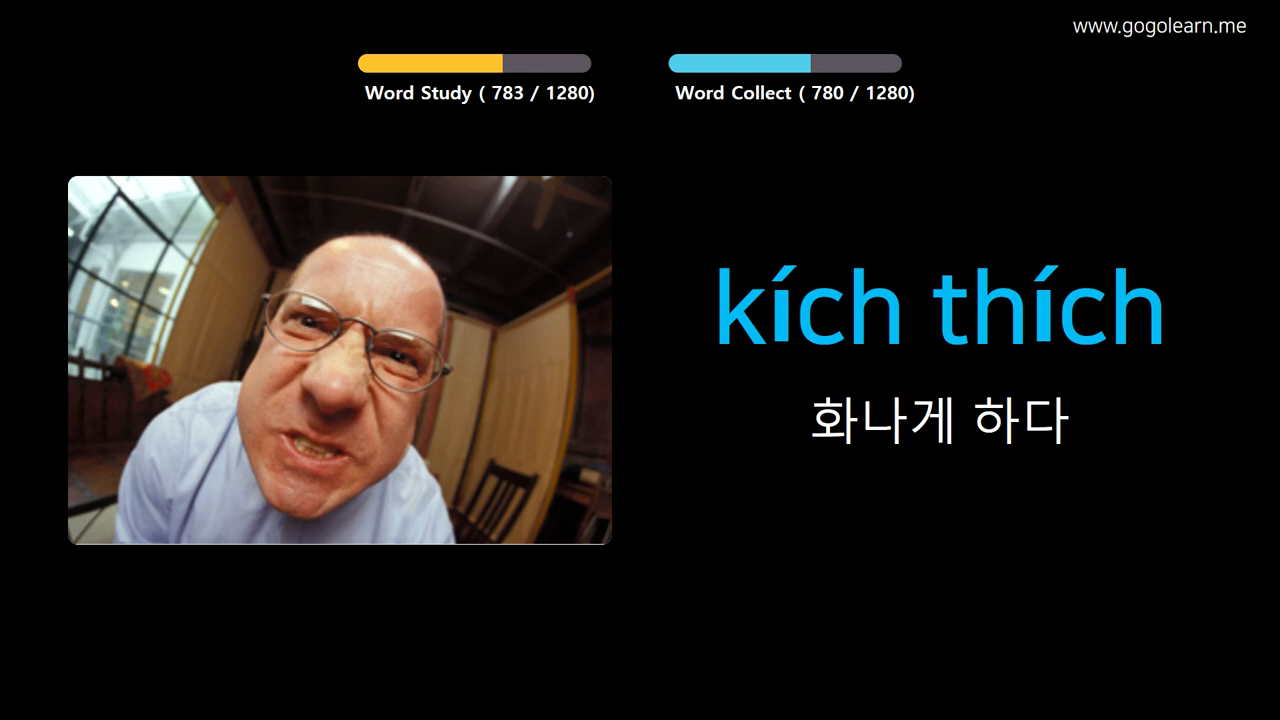 www.gogolearn.me
Word Study ( 783 / 1280)
Word Collect ( 780 / 1280)
kích thích
화나게 하다